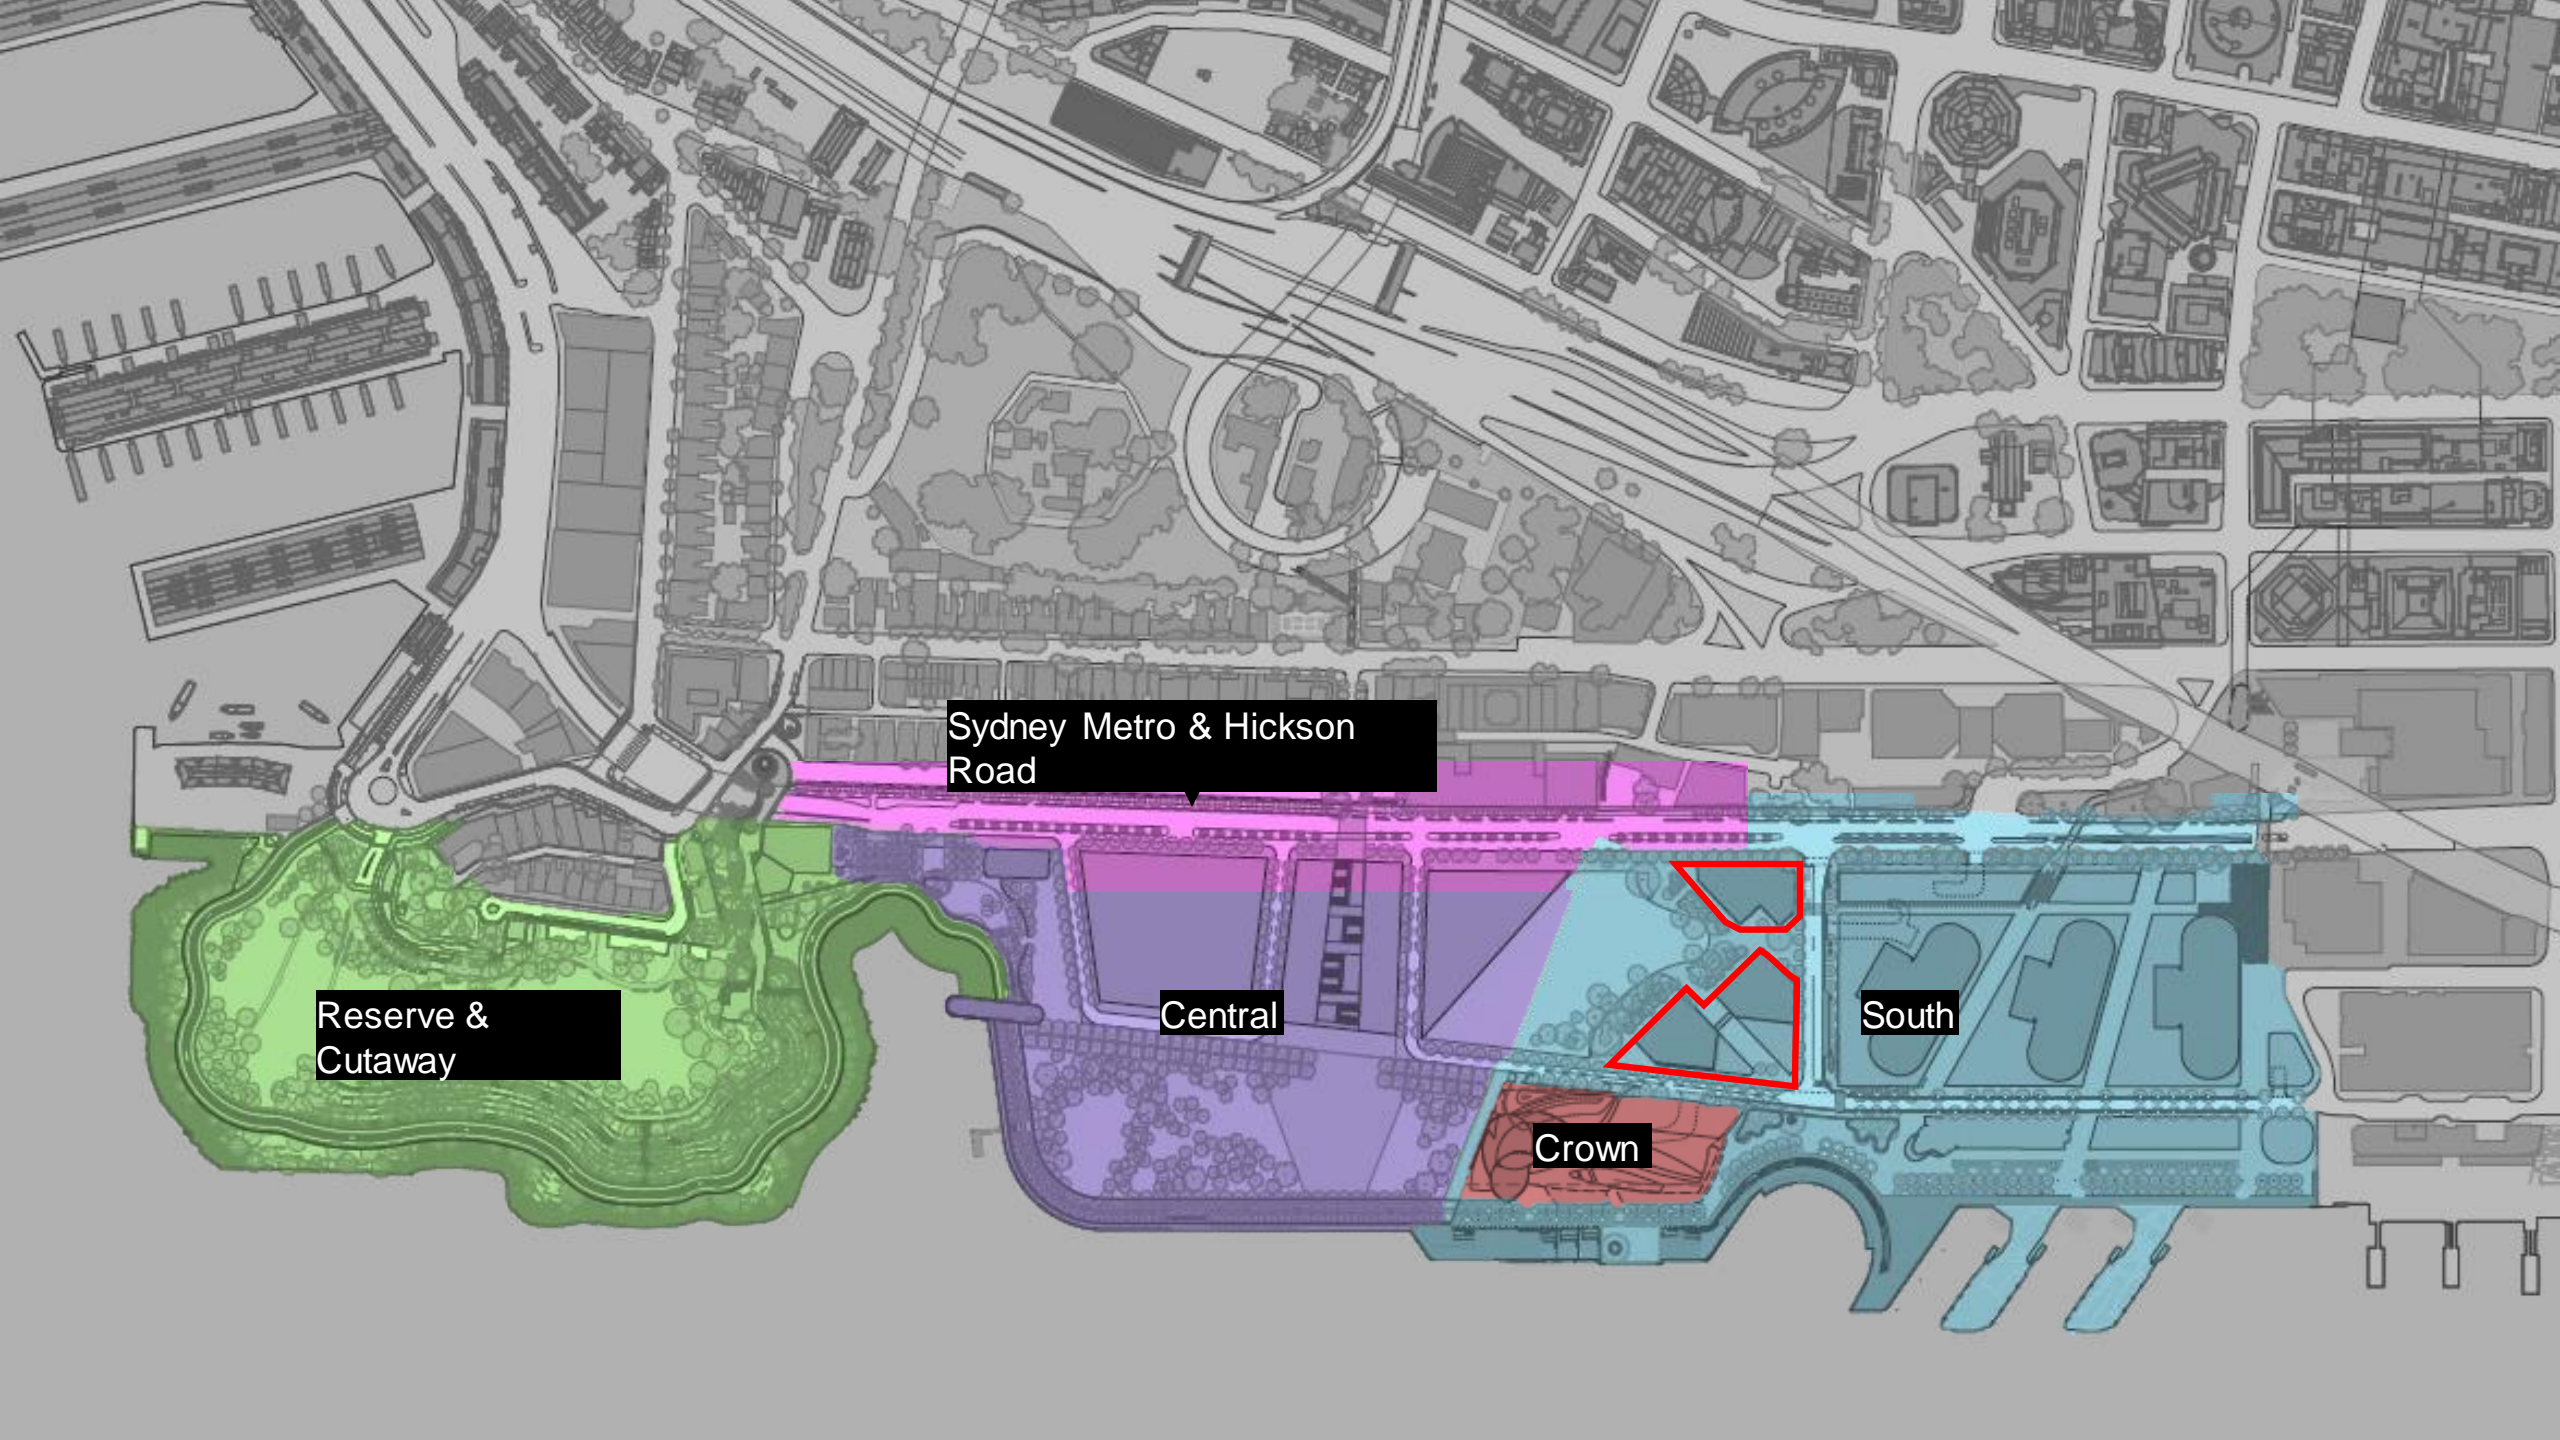 Sydney Metro & Hickson
Road
Reserve &
Cutaway
Central
South
Crown